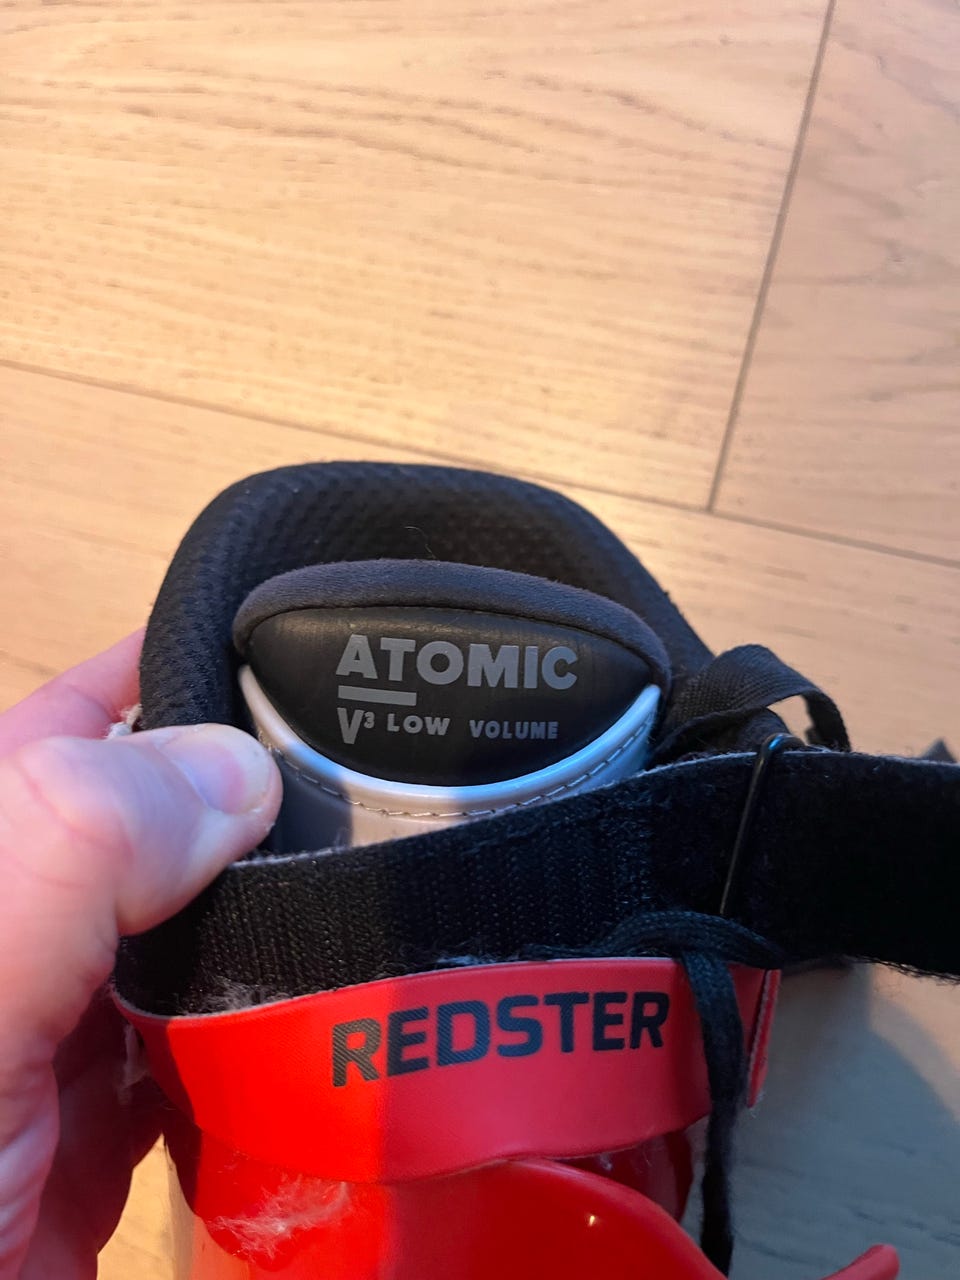 ATOMIC
V³ LOW VOLUME
REDSTER